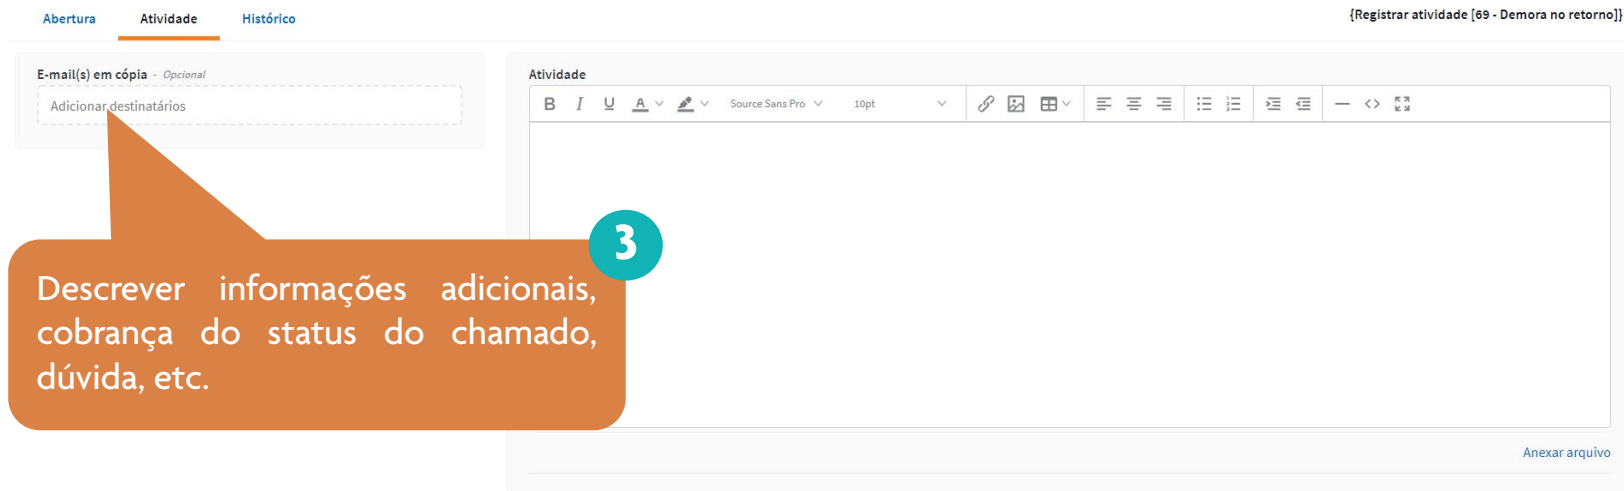 Abertura Atividade Histórico {Registrar atividade [69 - Demora no retorno]}
E-mail(s) em cópia - Opcional
Adicionar destinatários
Atividade
B I U A Source Sans Pro 10pt
3
Descrever informações adicionais,
cobrança do status do chamado,
dúvida, etc.
Anexar arquivo